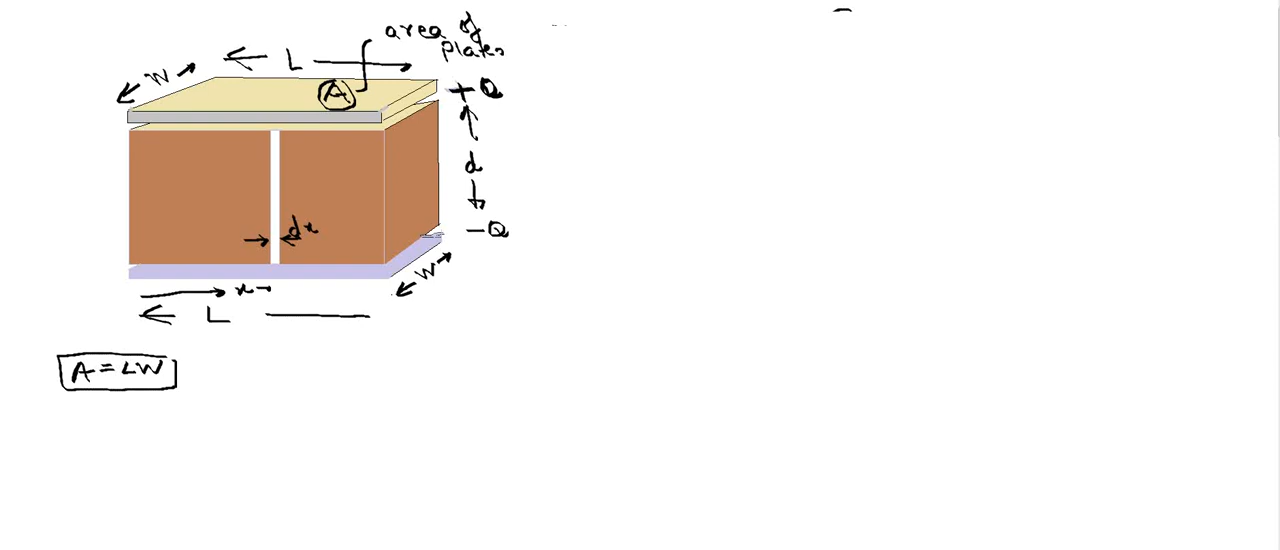 area of
plates
W
L
A
+ Q
d
- Q
dx
W
x
L
A = LW